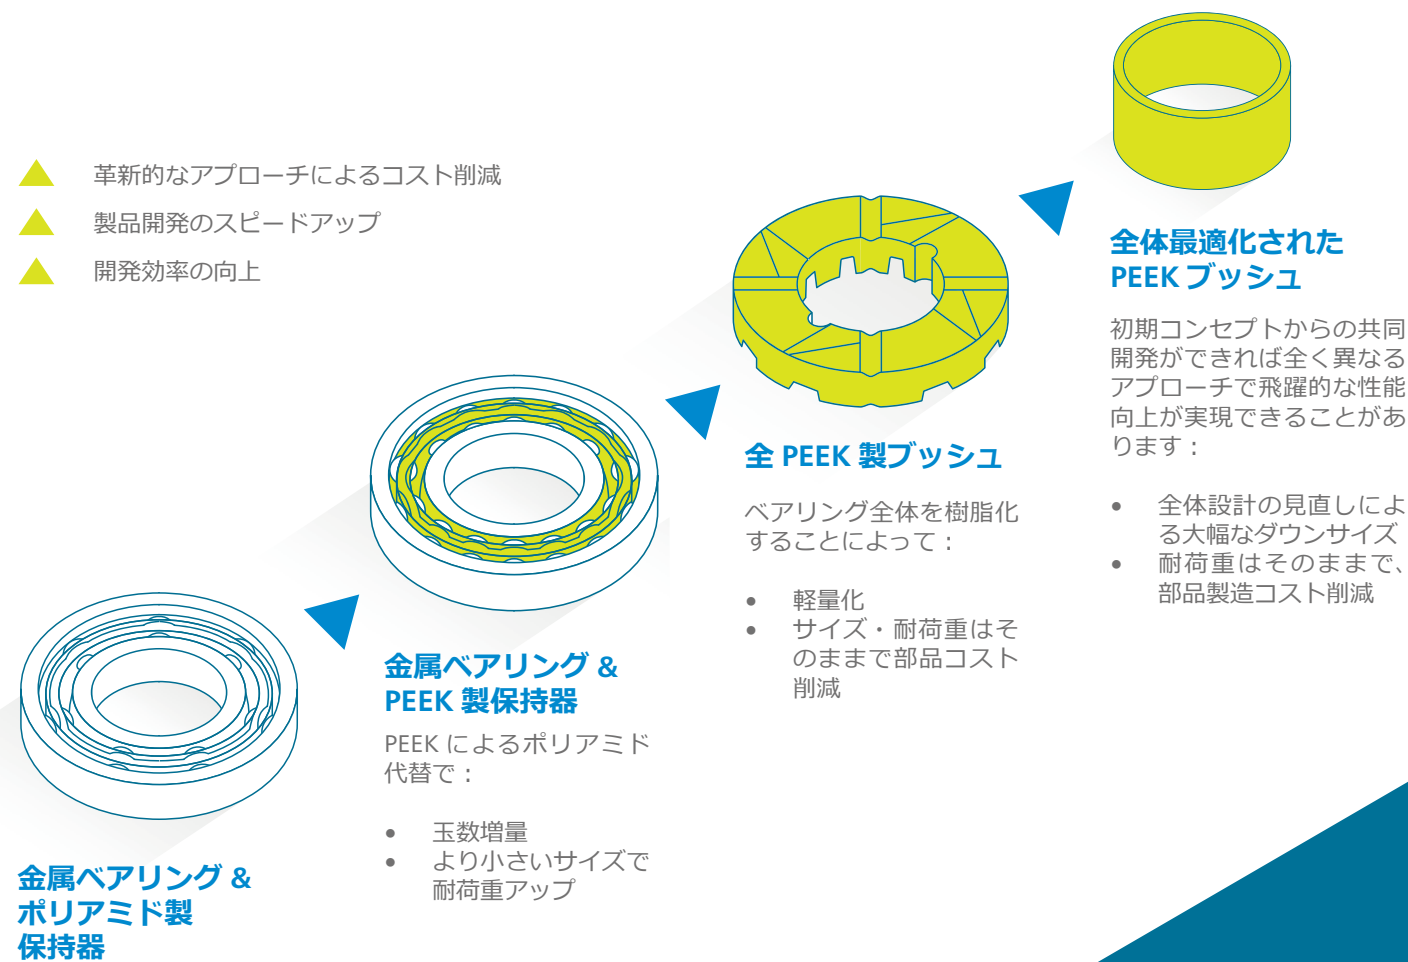 革新的なアプローチによるコスト削減
製品開発のスピードアップ
開発効率の向上
金属ベアリング &
ポリアミド製
保持器
金属ベアリング &
PEEK 製保持器
PEEK によるポリアミド
代替で：
• 玉数増量
• より小さいサイズで
耐荷重アップ
全 PEEK 製ブッシュ
ベアリング全体を樹脂化
することによって：
• 軽量化
• サイズ・耐荷重はそ
のままで部品コスト
削減
全体最適化された
PEEK ブッシュ
初期コンセプトからの共同
開発ができれば全く異なる
アプローチで飛躍的な性能
向上が実現できることがあ
ります：
• 全体設計の見直しによ
る大幅なダウンサイズ
• 耐荷重はそのままで、
部品製造コスト削減